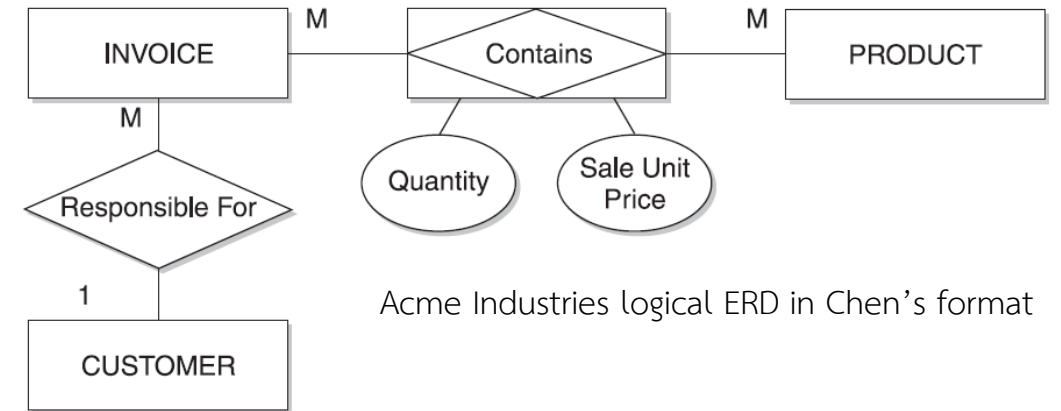 M
M
INVOICE
Contains
PRODUCT
M
Quantity
Sale Unit
Price
Responsible For
1
Acme Industries logical ERD in Chen’s format
CUSTOMER